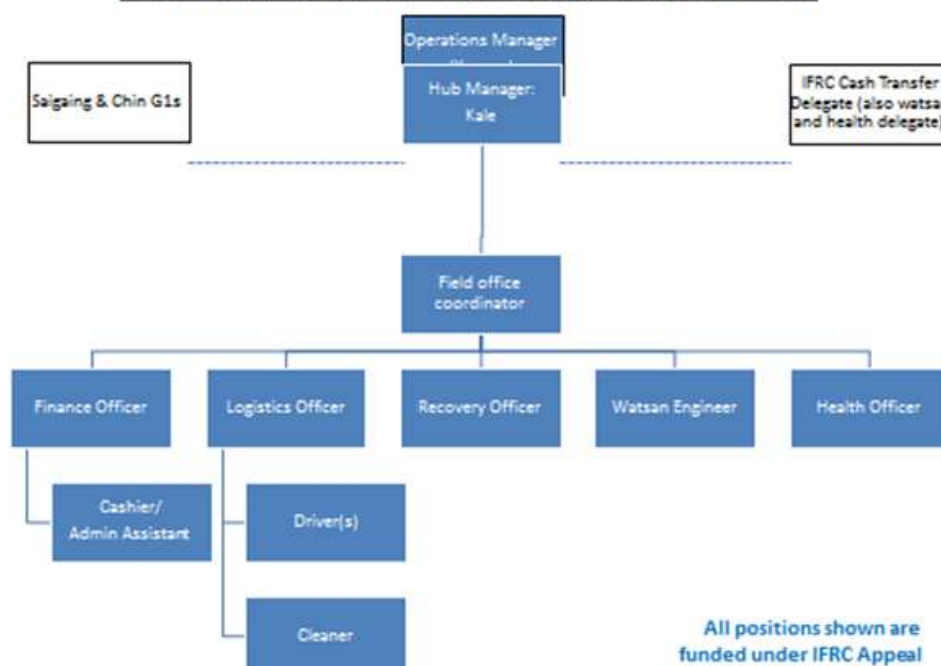 Operations Manager
Saigaing & Chin G1s
Hub Manager:
Kale
IFRC Cash Transfer
Delegate (also watsa
and health delegate)
Field office
coordinator
Finance Officer
Logistics Officer
Recovery Officer
Watsan Engineer
Health Officer
Cashier/
Admin Assistant
Driver(s)
Cleaner
All positions shown are
funded under IFRC Appeal